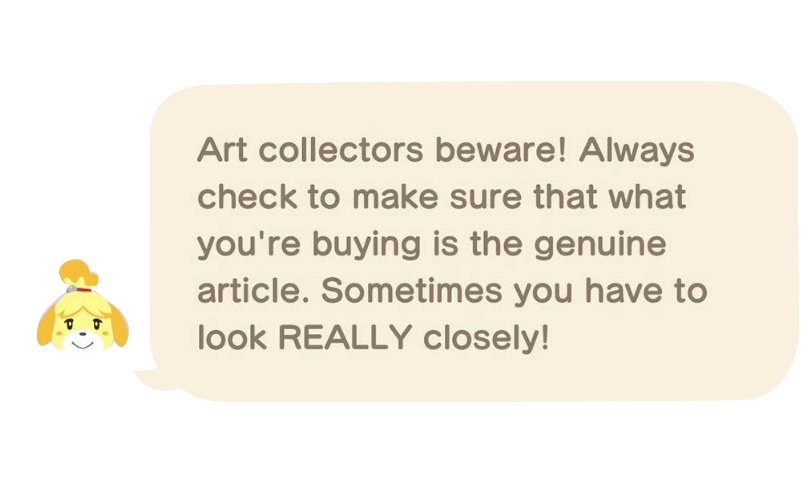 Art collectors beware! Always
check to make sure that what
you're buying is the genuine
article. Sometimes you have to
look REALLY closely!